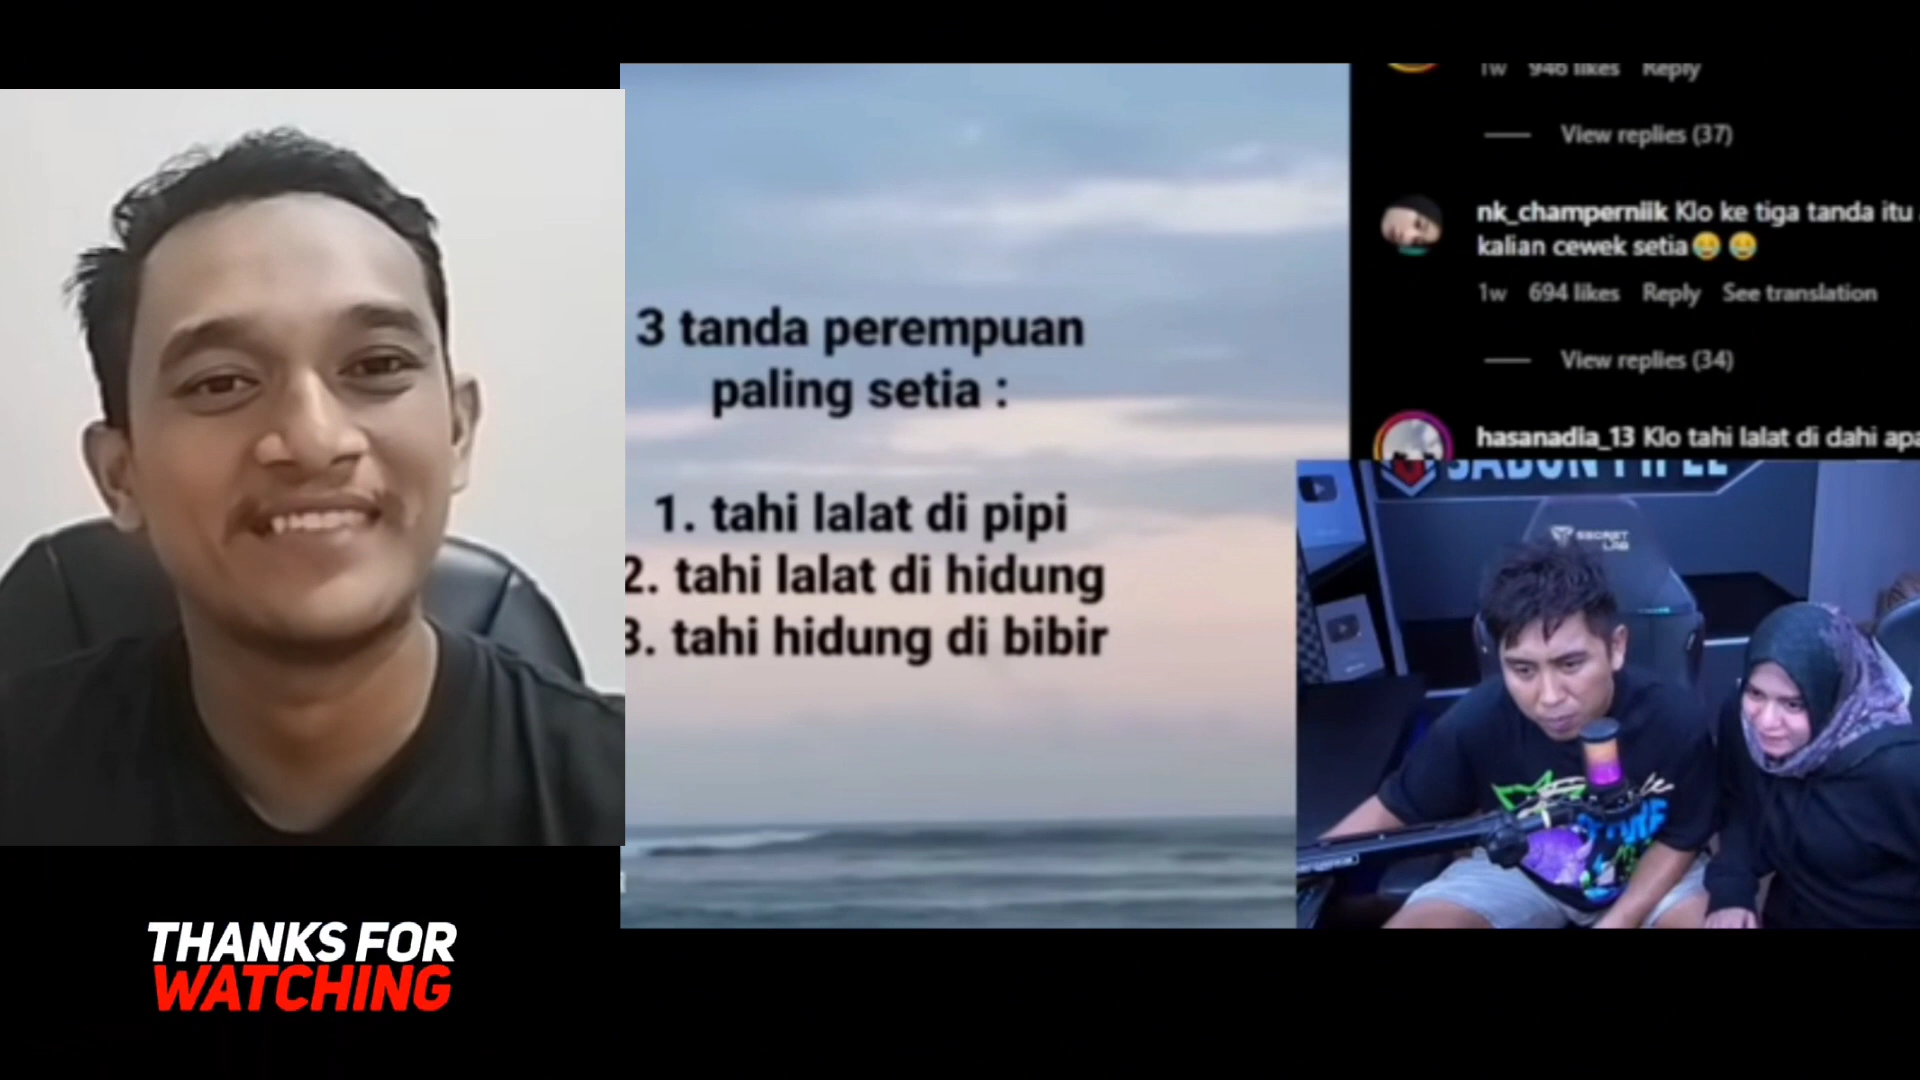 3 tanda perempuan
paling setia :
1. tahi lalat di pipi
2. tahi lalat di hidung
3. tahi hidung di bibir
1w 946 likes Reply
View replies (37)
nk_champerniik Klo ke tiga tanda itu
kalian cewek setia
1w 694 likes Reply See translation
View replies (34)
hasanadia_13 Klo tahi lalat di dahi apa
SECRET
LAB
THANKS FOR
WATCHING